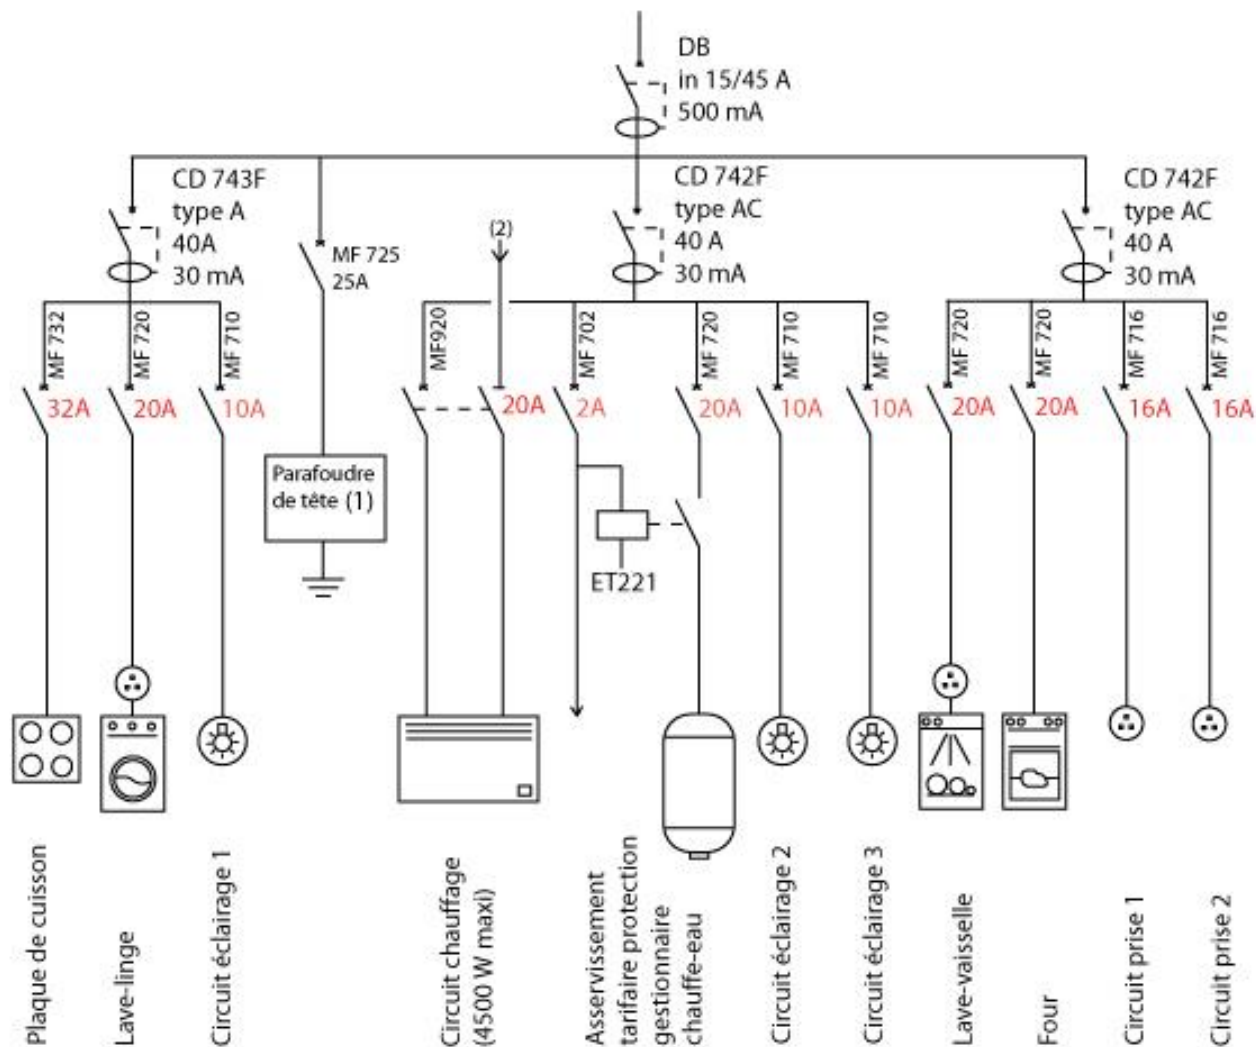 DB
in 15/45 A
500 mA
CD 743F
type A
40A
30 mA
MF 725
25A
(2)
CD 742F
type AC
40 A
30 mA
CD 742F
type AC
40 A
30 mA
MF 732
MF 720
MF 710
MF920
MF 702
MF 720
MF 710
MF 710
MF 720
MF 720
MF 716
MF 716
32A
20A
10A
20A
2A
20A
10A
10A
20A
20A
16A
16A
Parafoudre
de tête (1)
ET221
Plaque de cuisson
Lave-linge
Circuit éclairage 1
Circuit chauffage
(4500 W maxi)
Asservissement
tarifaire protection
gestionnaire
chauffe-eau
Circuit éclairage 2
Circuit éclairage 3
Lave-vaisselle
Four
Circuit prise 1
Circuit prise 2